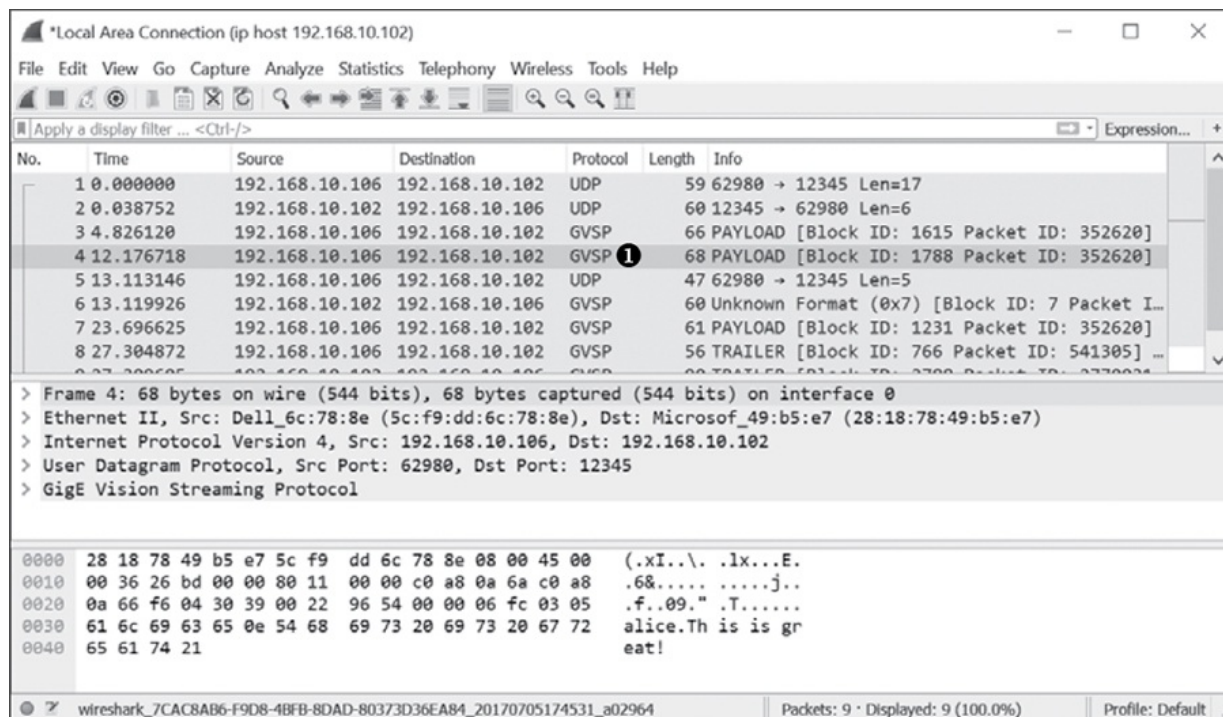 *Local Area Connection (ip host 192.168.10.102)
File Edit View Go Capture Analyze Statistics Telephony Wireless Tools Help
Apply a display filter ... <Ctrl-/> Expression... +
No. Time Source Destination Protocol Length Info
1 0.000000 192.168.10.106 192.168.10.102 UDP 59 62980 → 12345 Len=17
2 0.038752 192.168.10.102 192.168.10.106 UDP 60 12345 → 62980 Len=6
3 4.826120 192.168.10.106 192.168.10.102 GVSP 66 PAYLOAD [Block ID: 1615 Packet ID: 352620]
4 12.176718 192.168.10.106 192.168.10.102 GVSP ❶ 68 PAYLOAD [Block ID: 1788 Packet ID: 352620]
5 13.113146 192.168.10.106 192.168.10.102 UDP 47 62980 → 12345 Len=5
6 13.119926 192.168.10.102 192.168.10.106 GVSP 60 Unknown Format (0x7) [Block ID: 7 Packet I…
7 23.696625 192.168.10.106 192.168.10.102 GVSP 61 PAYLOAD [Block ID: 1231 Packet ID: 352620]
8 27.304872 192.168.10.106 192.168.10.102 GVSP 56 TRAILER [Block ID: 766 Packet ID: 541305] …
> Frame 4: 68 bytes on wire (544 bits), 68 bytes captured (544 bits) on interface 0
> Ethernet II, Src: Dell_6c:78:8e (5c:f9:dd:6c:78:8e), Dst: Microsof_49:b5:e7 (28:18:78:49:b5:e7)
> Internet Protocol Version 4, Src: 192.168.10.106, Dst: 192.168.10.102
> User Datagram Protocol, Src Port: 62980, Dst Port: 12345
> GigE Vision Streaming Protocol
0000 28 18 78 49 b5 e7 5c f9 dd 6c 78 8e 08 00 45 00 (.xI..\. .lx...E.
0010 00 36 26 bd 00 00 80 11 00 00 c0 a8 0a 6a c0 a8 .6&..... .....j..
0020 0a 66 f6 04 30 39 00 22 96 54 00 00 06 fc 03 05 .f..09." .T......
0030 61 6c 69 63 65 0e 54 68 69 73 20 69 73 20 67 72 alice.Th is is gr
0040 65 61 74 21 eat!
wireshark_7CAC8AB6-F9D8-4BFB-8DAD-80373D36EA84_20170705174531_a02964 Packets: 9 · Displayed: 9 (100.0%) Profile: Default